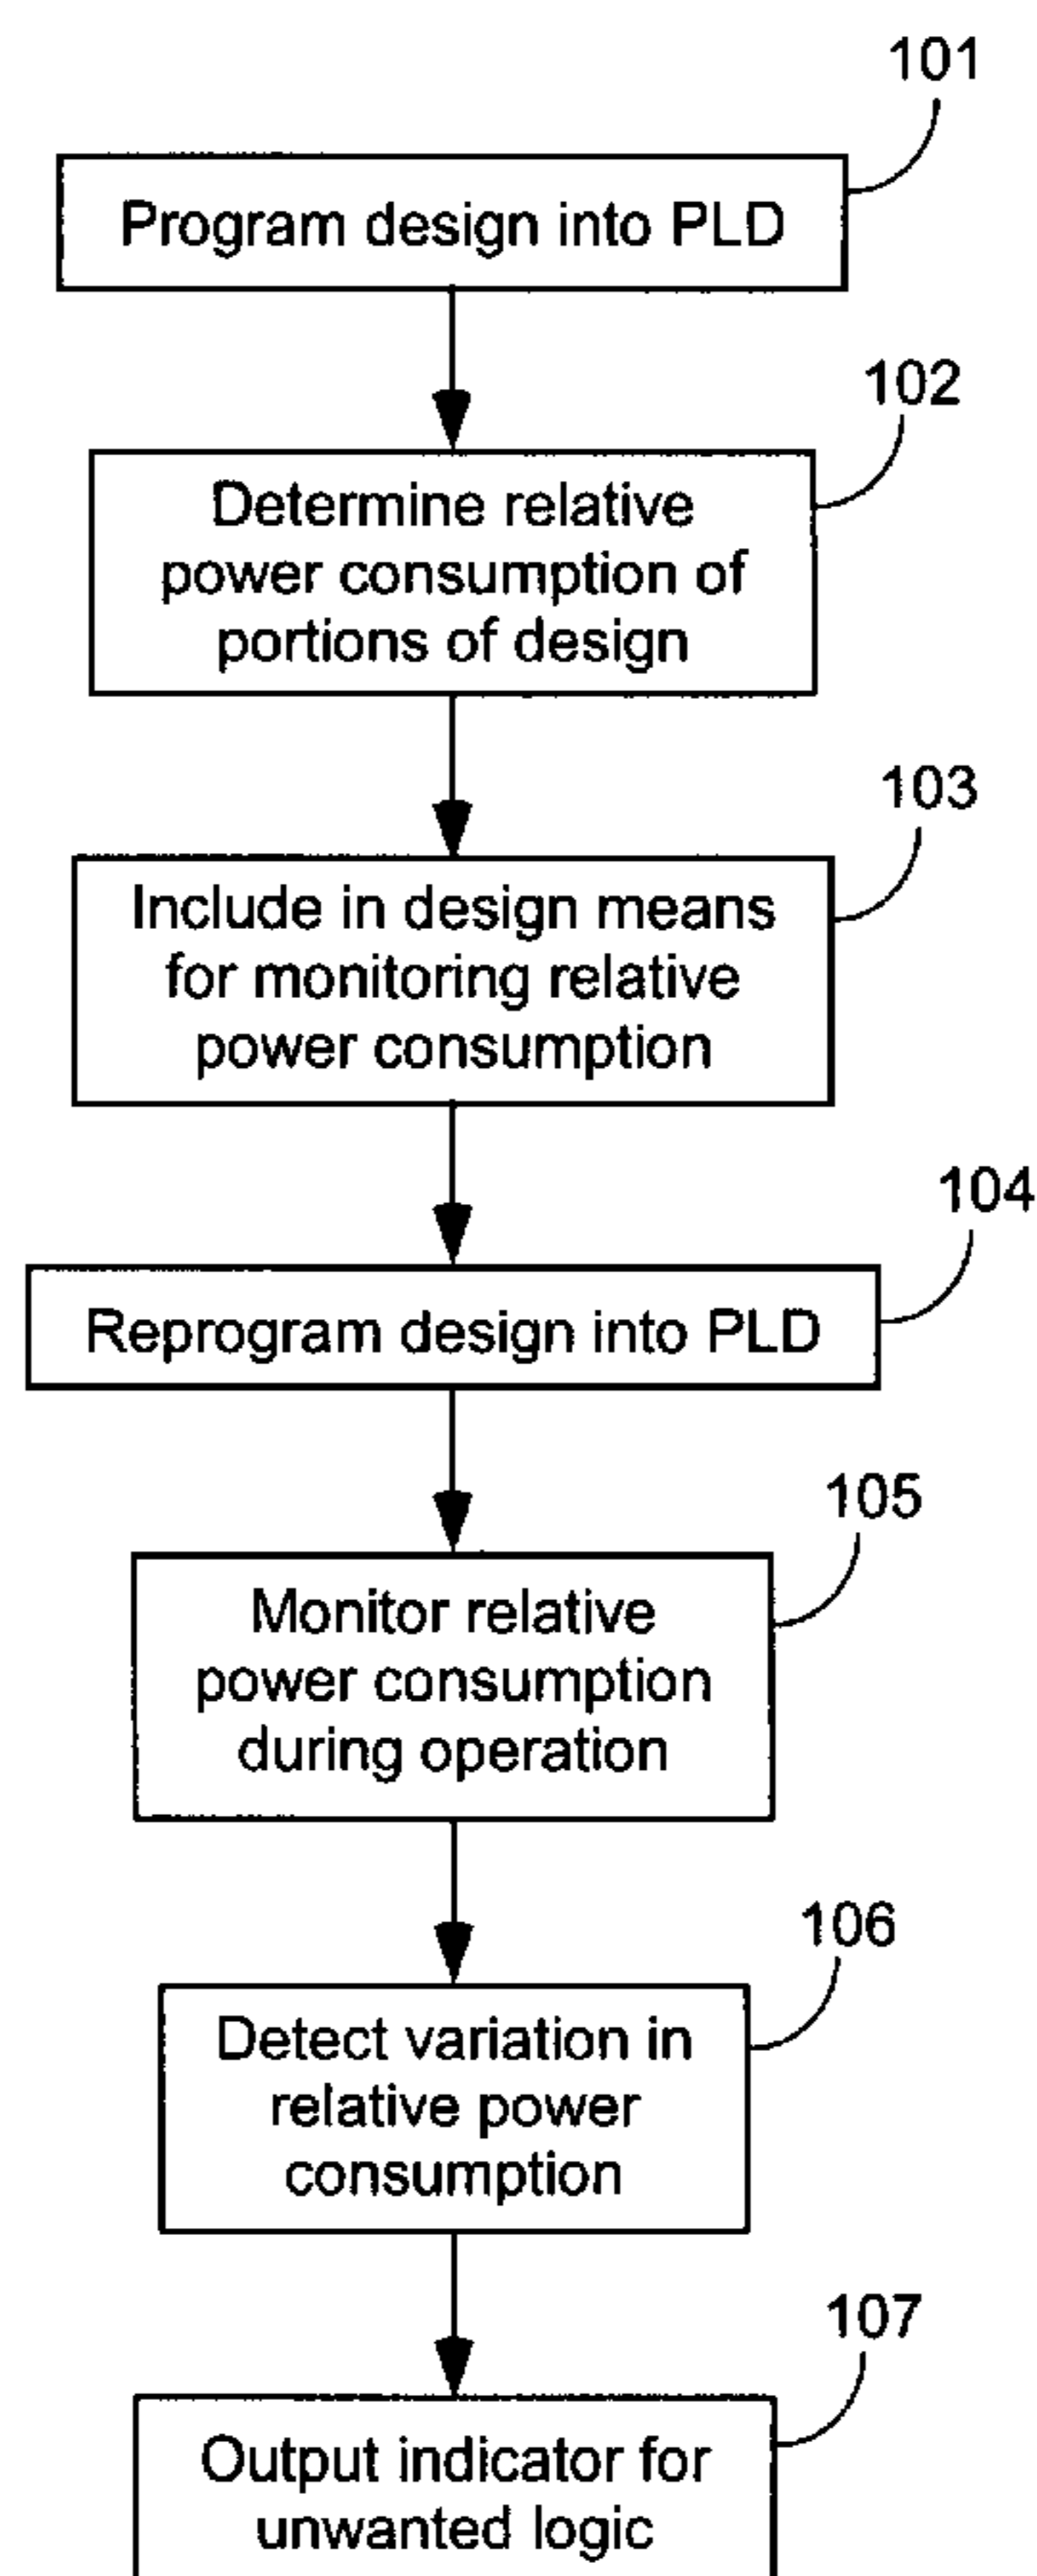 101
Program design into PLD
102
Determine relative
power consumption of
portions of design
103
Include in design means
for monitoring relative
power consumption
104
Reprogram design into PLD
105
Monitor relative
power consumption
during operation
106
Detect variation in
relative power
consumption
107
Output indicator for
unwanted logic